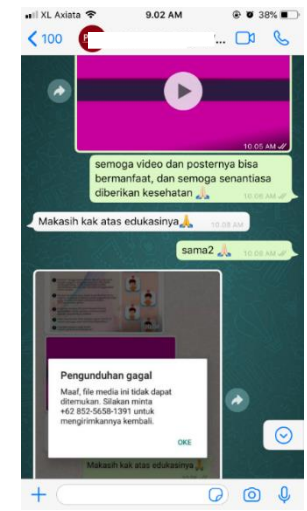 XL Axiata
9.02 AM
38%
100
...
10.05 AM
semoga video dan posternya bisa
bermanfaat, dan semoga senantiasa
diberikan kesehatan 🙏
10.06 AM
Makasih kak atas edukasinya🙏
10.08 AM
sama2 🙏
10.08 AM
Pengunduhan gagal
Maaf, file media ini tidak dapat
ditemukan. Silakan minta
+62 852-5658-1391 untuk
mengirimkannya kembali.
OKE
Makasih kak atas edukasinya🙏